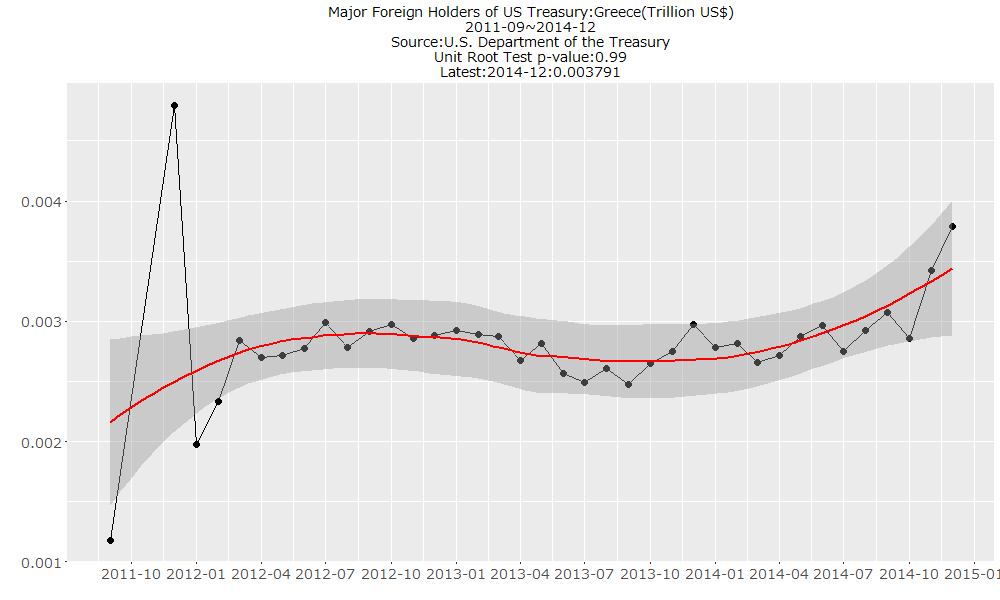 Major Foreign Holders of US Treasury:Greece(Trillion US$)
2011-09~2014-12
Source:U.S. Department of the Treasury
Unit Root Test p-value:0.99
Latest:2014-12:0.003791
0.004
0.003
0.002
0.001
2011-10 2012-01 2012-04 2012-07 2012-10 2013-01 2013-04 2013-07 2013-10 2014-01 2014-04 2014-07 2014-10 2015-01